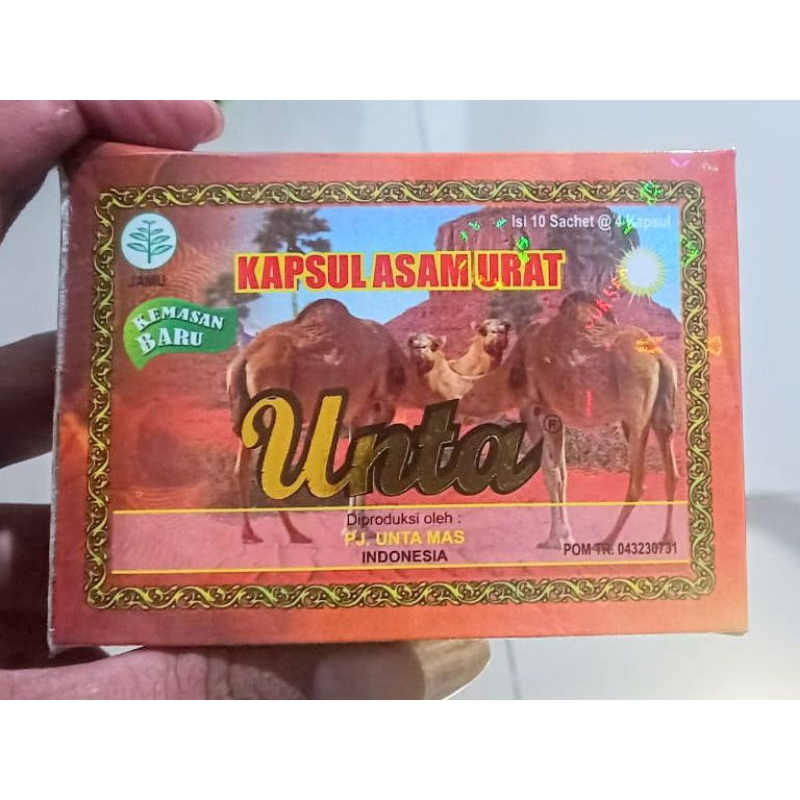 Isi 10 Sachet @ 4 Kapsul
JAMU
KAPSUL ASAM URAT
KEMASAN
BARU
Unta ®
Diproduksi oleh :
PJ. UNTA MAS
INDONESIA
POM TR. 043230731